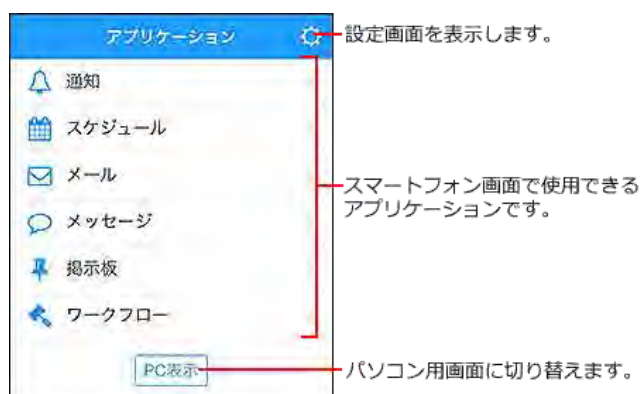 アプリケーション
設定画面を表示します。
通知
スケジュール
メール
メッセージ
掲示板
ワークフロー
スマートフォン画面で使用できる
アプリケーションです。
PC表示
パソコン用画面に切り替えます。